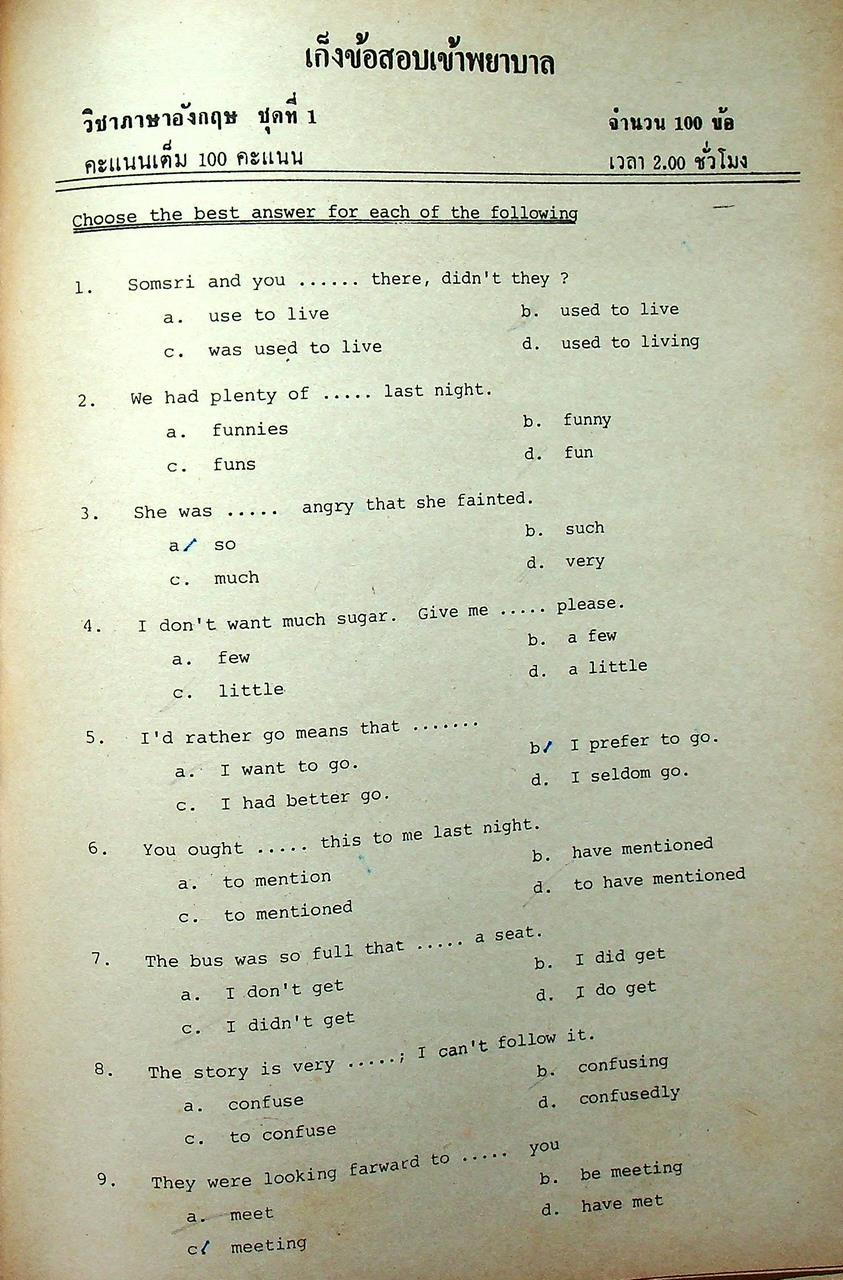 เก็งข้อสอบเข้าพยาบาล
วิชาภาษาอังกฤษ ชุดที่ 1 จำนวน 100 ข้อ
คะแนนเต็ม 100 คะแนน เวลา 2.00 ชั่วโมง
Choose the best answer for each of the following
1. Somsri and you ...... there, didn't they ?
a. use to live b. used to live
c. was used to live d. used to living
2. We had plenty of ..... last night.
a. funnies b. funny
c. funs d. fun
3. She was ..... angry that she fainted.
a. so b. such
c. much d. very
4. I don't want much sugar. Give me ..... please.
a. few b. a few
c. little d. a little
5. I'd rather go means that .......
a. I want to go. b. I prefer to go.
c. I had better go. d. I seldom go.
6. You ought ..... this to me last night.
a. to mention b. have mentioned
c. to mentioned d. to have mentioned
7. The bus was so full that ..... a seat.
a. I don't get b. I did get
c. I didn't get d. I do get
8. The story is very .....; I can't follow it.
a. confuse b. confusing
c. to confuse d. confusedly
9. They were looking farward to ..... you
a. meet b. be meeting
c. meeting d. have met